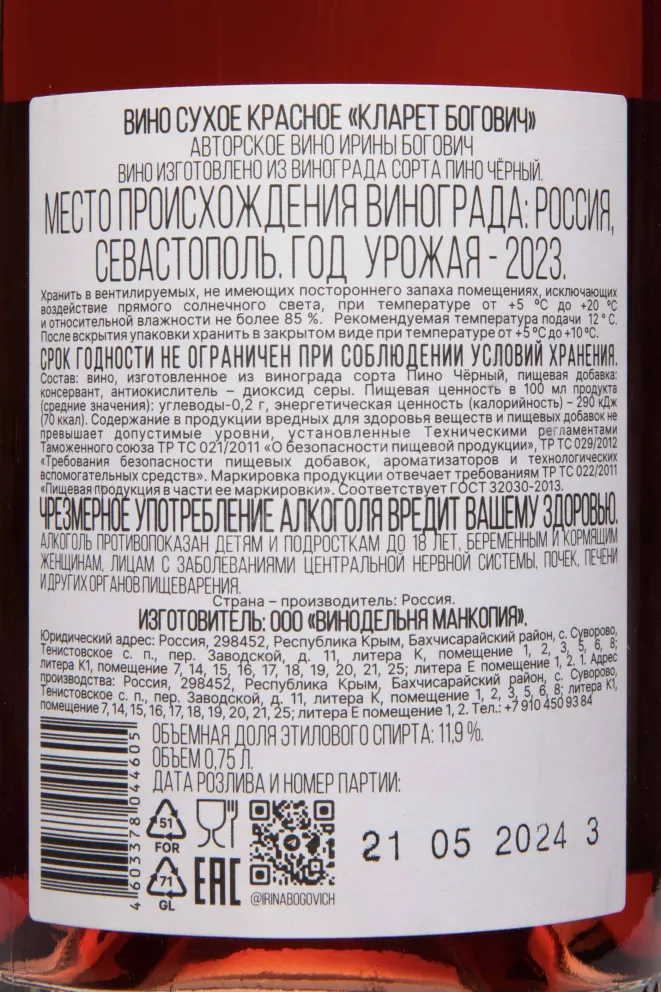 ВИНО СУХОЕ КРАСНОЕ «КЛАРЕТ БОГОВИЧ»
АВТОРСКОЕ ВИНО ИРИНЫ БОГОВИЧ
ВИНО ИЗГОТОВЛЕНО ИЗ ВИНОГРАДА СОРТА ПИНО ЧЁРНЫЙ.
МЕСТО ПРОИСХОЖДЕНИЯ ВИНОГРАДА: РОССИЯ,
СЕВАСТОПОЛЬ. ГОД УРОЖАЯ - 2023.
Хранить в вентилируемых, не имеющих постороннего запаха помещениях, исключающих
воздействие прямого солнечного света, при температуре от +5 °С до +20 °С
и относительной влажности не более 85 %. Рекомендуемая температура подачи 12 °С.
После вскрытия упаковки хранить в закрытом виде при температуре от +5 °С до +10 °С.
СРОК ГОДНОСТИ НЕ ОГРАНИЧЕН ПРИ СОБЛЮДЕНИИ УСЛОВИЙ ХРАНЕНИЯ.
Состав: вино, изготовленное из винограда сорта Пино Чёрный, пищевая добавка:
консервант, антиокислитель – диоксид серы. Пищевая ценность в 100 мл продукта
(средние значения): углеводы-0,2 г, энергетическая ценность (калорийность) – 290 кДж
(70 ккал). Содержание в продукции вредных для здоровья веществ и пищевых добавок не
превышает допустимые уровни, установленные Техническими регламентами
Таможенного союза ТР ТС 021/2011 «О безопасности пищевой продукции», ТР ТС 029/2012
«Требования безопасности пищевых добавок, ароматизаторов и технологических
вспомогательных средств». Маркировка продукции отвечает требованиям ТР ТС 022/2011
«Пищевая продукция в части ее маркировки». Соответствует ГОСТ 32030-2013.
ЧРЕЗМЕРНОЕ УПОТРЕБЛЕНИЕ АЛКОГОЛЯ ВРЕДИТ ВАШЕМУ ЗДОРОВЬЮ.
АЛКОГОЛЬ ПРОТИВОПОКАЗАН ДЕТЯМ И ПОДРОСТКАМ ДО 18 ЛЕТ, БЕРЕМЕННЫМ И КОРМЯЩИМ
ЖЕНЩИНАМ, ЛИЦАМ С ЗАБОЛЕВАНИЯМИ ЦЕНТРАЛЬНОЙ НЕРВНОЙ СИСТЕМЫ, ПОЧЕК, ПЕЧЕНИ
И ДРУГИХ ОРГАНОВ ПИЩЕВАРЕНИЯ.
Страна – производитель: Россия.
ИЗГОТОВИТЕЛЬ: ООО «ВИНОДЕЛЬНЯ МАНКОПИЯ».
Юридический адрес: Россия, 298452, Республика Крым, Бахчисарайский район, с. Суворово,
Тенистовское с. п., пер. Заводской, д. 11, литера К, помещение 1, 2, 3, 5, 6, 8;
литера К1, помещение 7, 14, 15, 16, 17, 18, 19, 20, 21, 25; литера Е помещение 1, 2. 1. Адрес
производства: Россия, 298452, Республика Крым, Бахчисарайский район, с. Суворово,
Тенистовское с. п., пер. Заводской, д. 11, литера К, помещение 1, 2, 3, 5, 6, 8; литера К1,
помещение 7, 14, 15, 16, 17, 18, 19, 20, 21, 25; литера Е помещение 1, 2. Тел.: +7 910 450 93 84
ОБЪЕМНАЯ ДОЛЯ ЭТИЛОВОГО СПИРТА: 11,9 %.
ОБЪЕМ 0,75 Л.
ДАТА РОЗЛИВА И НОМЕР ПАРТИИ:
21 05 2024 3
4 603378 044605
51
FOR
71
GL
EAC
@IRINABOGOVICH